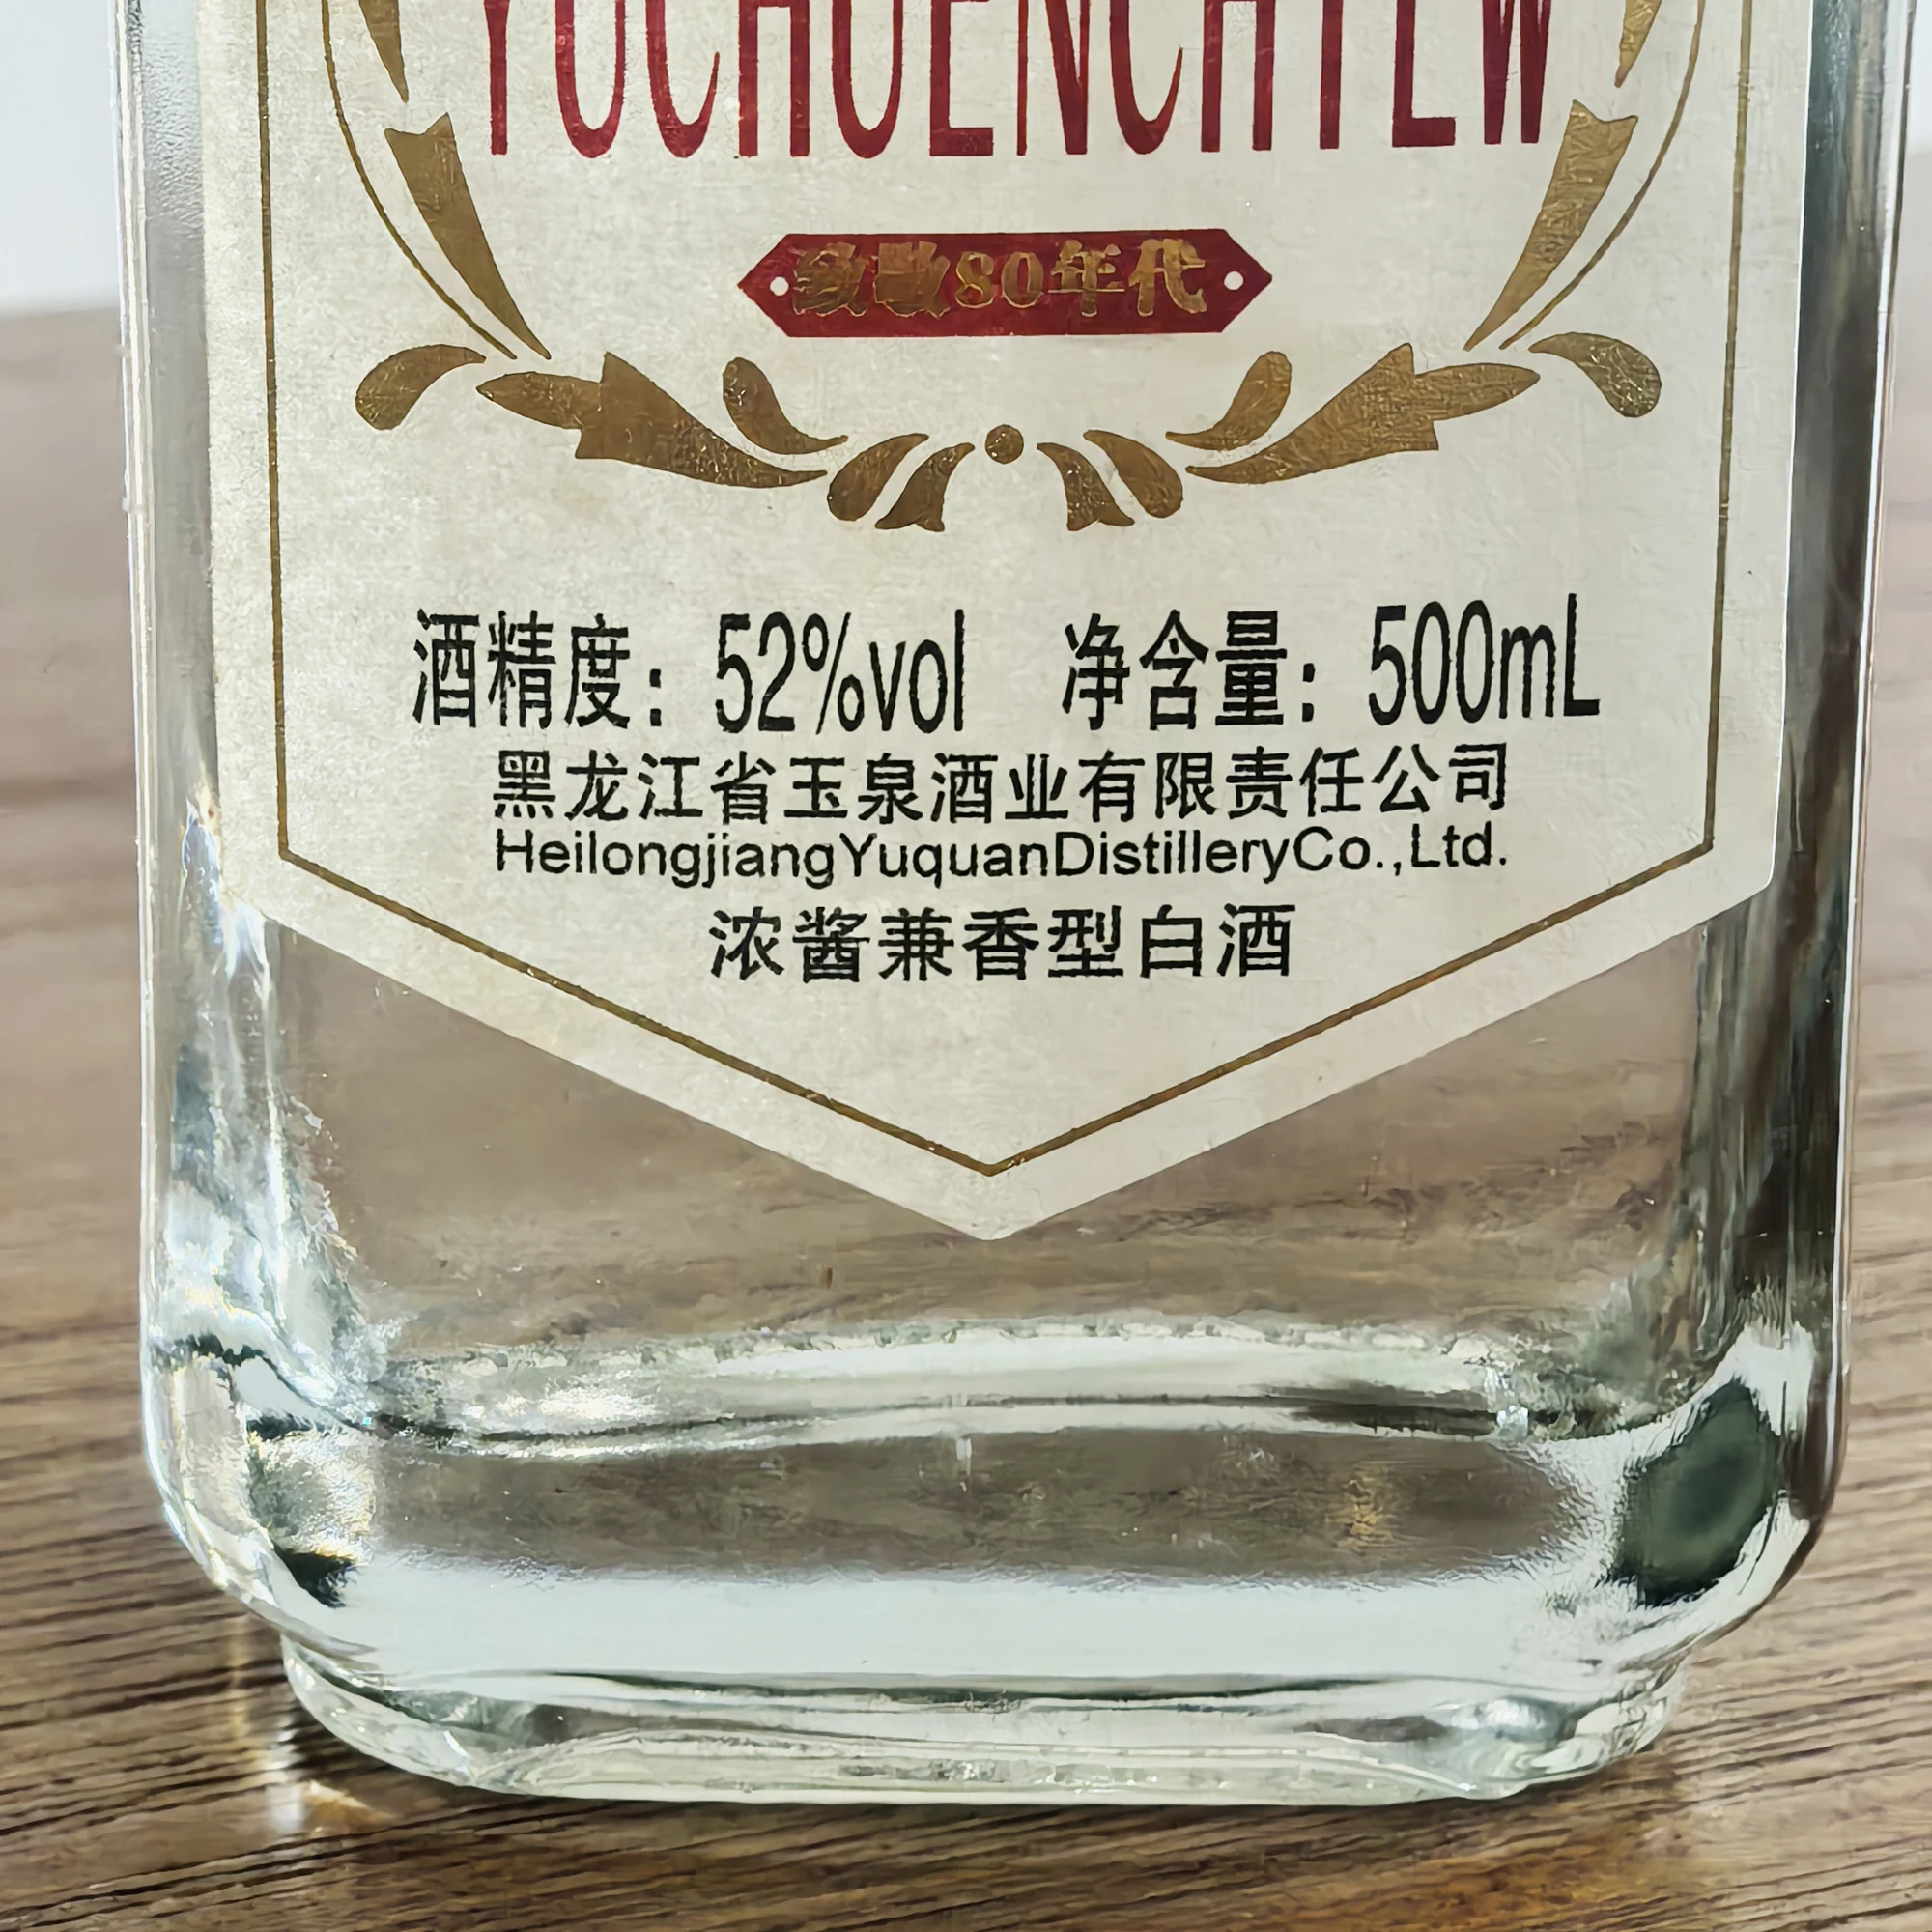 YUCHUENCHIEW
致敬80年代
酒精度：52%vol 净含量：500mL
黑龙江省玉泉酒业有限责任公司
HeilongjiangYuquanDistilleryCo.,Ltd.
浓酱兼香型白酒